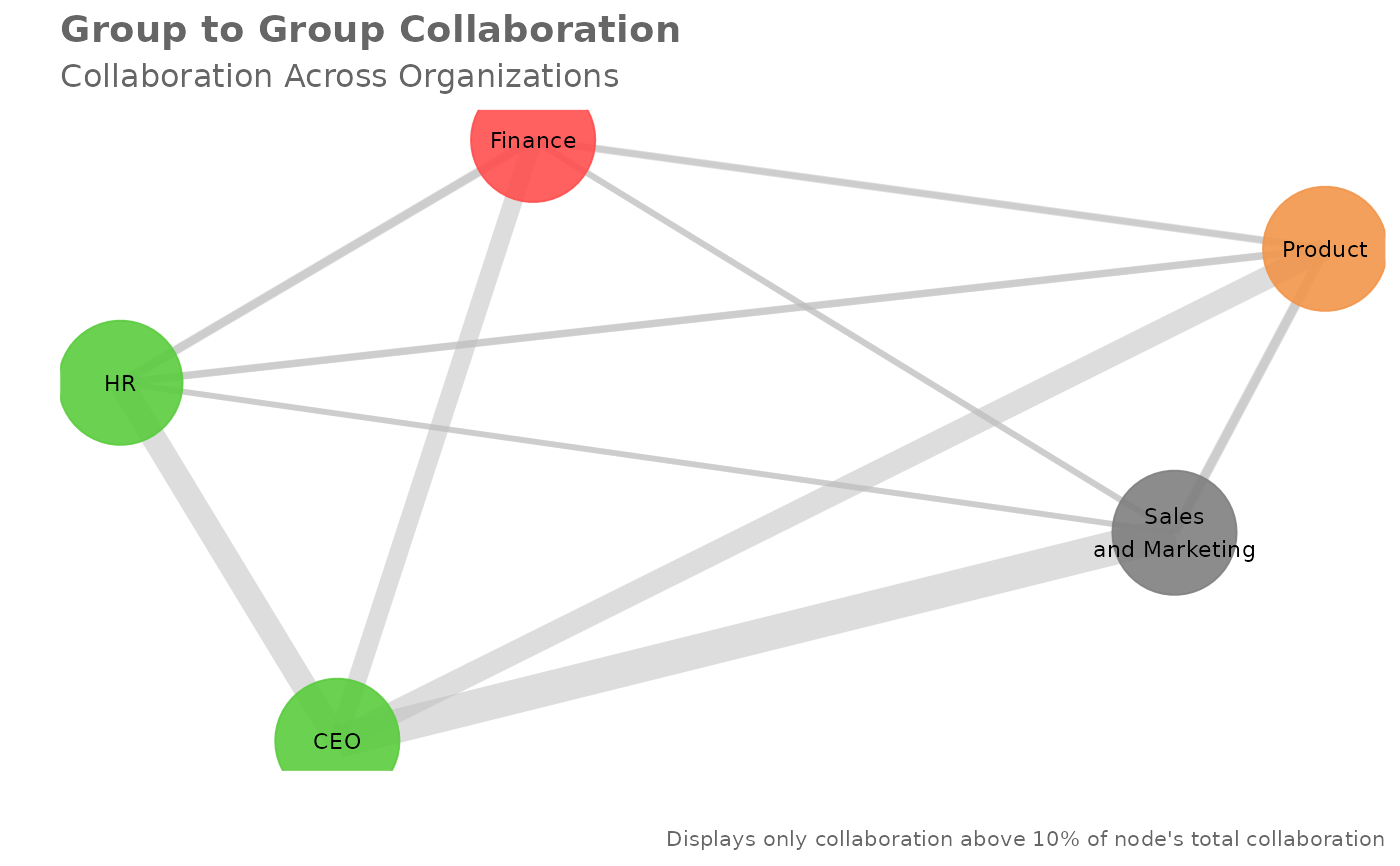 Group to Group Collaboration
Collaboration Across Organizations
Finance
Product
HR
Sales
and Marketing
CEO
Displays only collaboration above 10% of node's total collaboration